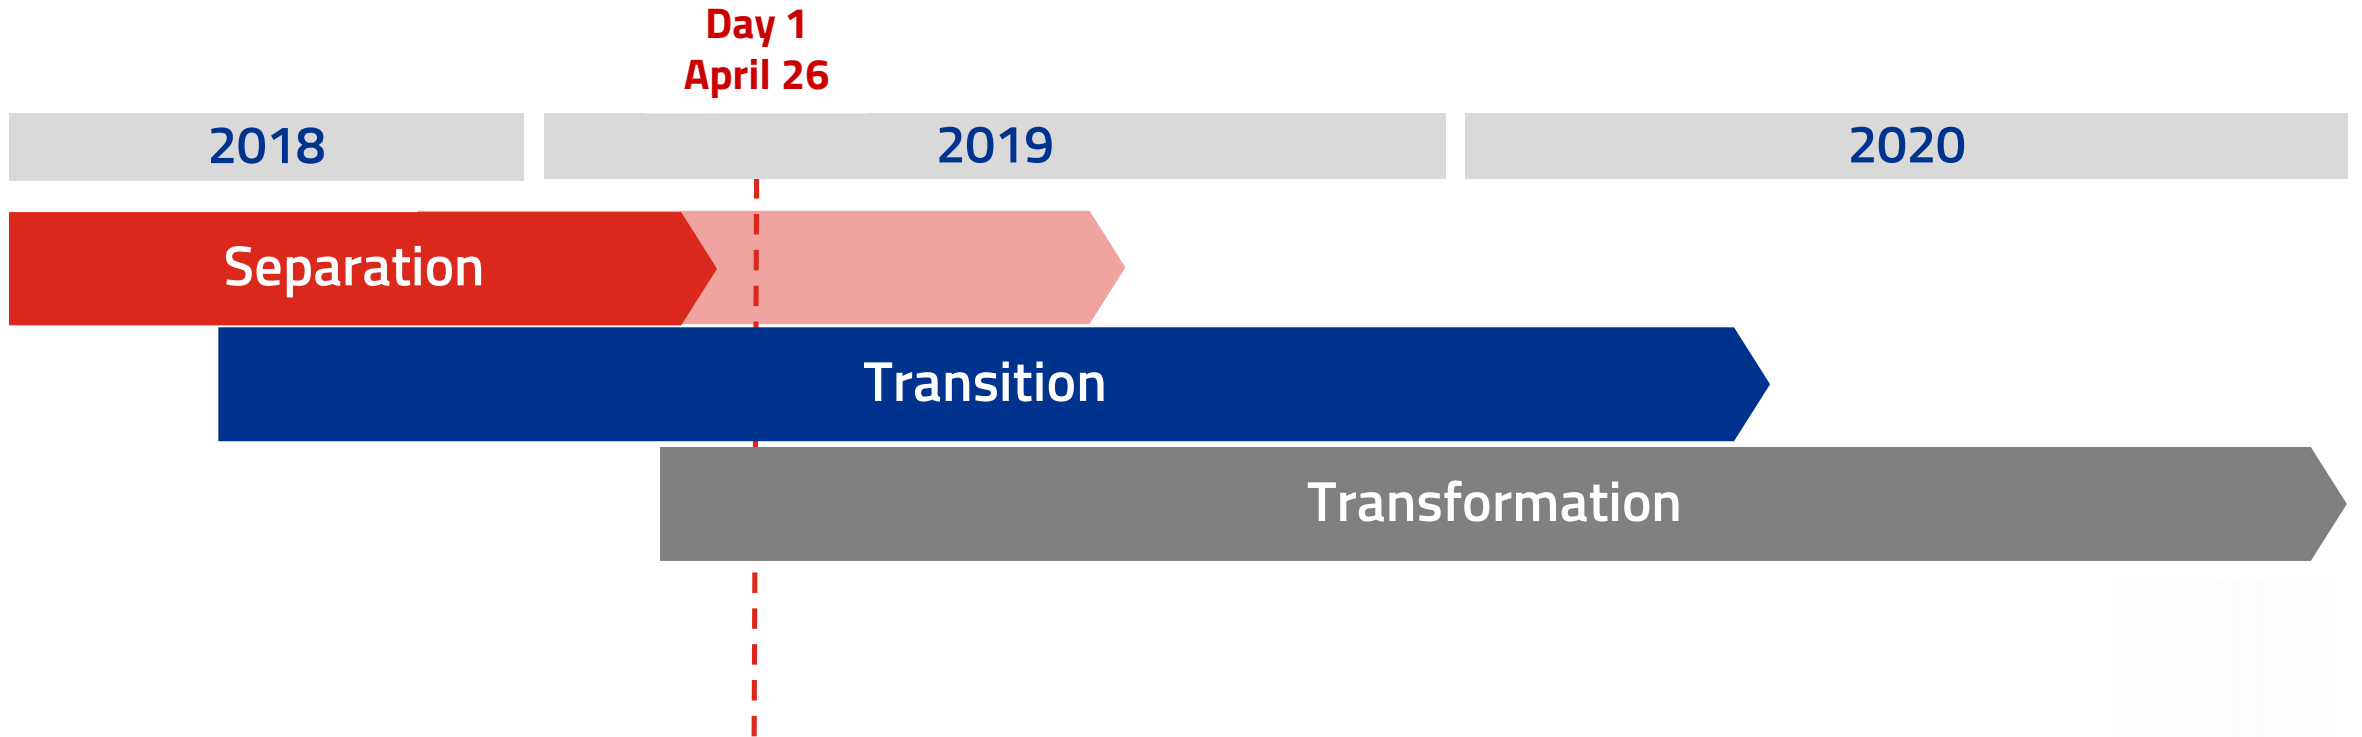 Day 1
April 26
2018
2019
2020
Separation
Transition
Transformation